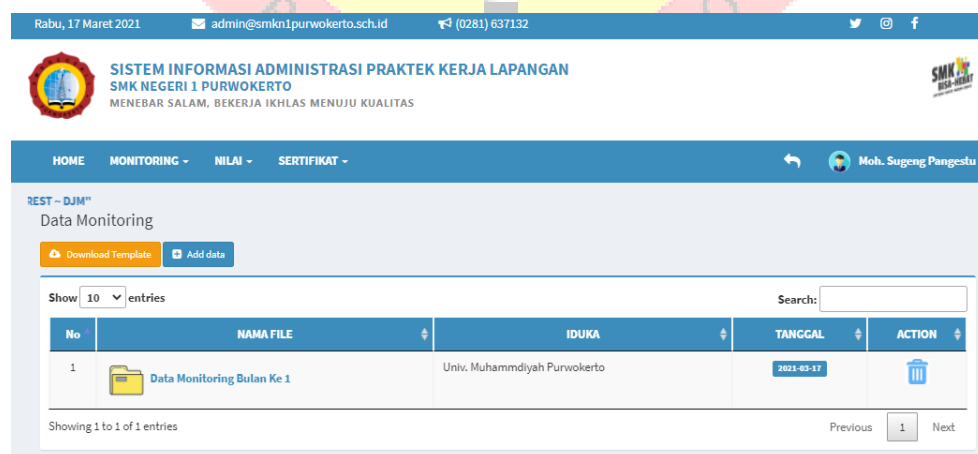 Rabu, 17 Maret 2021 admin@smkn1purwokerto.sch.id (0281) 637132
SISTEM INFORMASI ADMINISTRASI PRAKTEK KERJA LAPANGAN
SMK NEGERI 1 PURWOKERTO
MENEBAR SALAM, BEKERJA IKHLAS MENUJU KUALITAS
SMK
BISA-HEBAT
HOME MONITORING NILAI SERTIFIKAT Moh. Sugeng Pangestu
REST ~ DJM"
Data Monitoring
Download Template Add data
Show 10 entries Search:
No NAMA FILE IDUKA TANGGAL ACTION
1 Data Monitoring Bulan Ke 1 Univ. Muhammdiyah Purwokerto 2021-03-17
Showing 1 to 1 of 1 entries Previous 1 Next